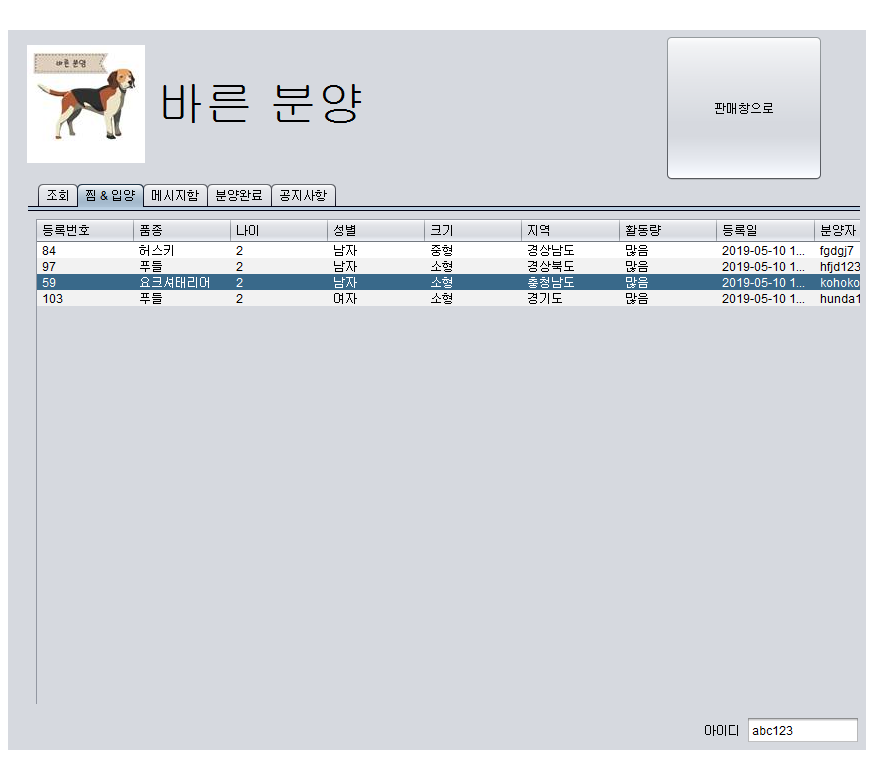 바른 분양
바른 분양
판매창으로
조회 찜 & 입양 메시지함 분양완료 공지사항
등록번호 품종 나이 성별 크기 지역 활동량 등록일 분양자
84 허스키 2 남자 중형 경상남도 많음 2019-05-10 1... fgdgj7
97 푸들 2 남자 소형 경상북도 많음 2019-05-10 1... hfjd123
59 요크셔태리어 2 남자 소형 충청남도 많음 2019-05-10 1... kohoko
103 푸들 2 여자 소형 경기도 많음 2019-05-10 1... hunda1
아이디 abc123